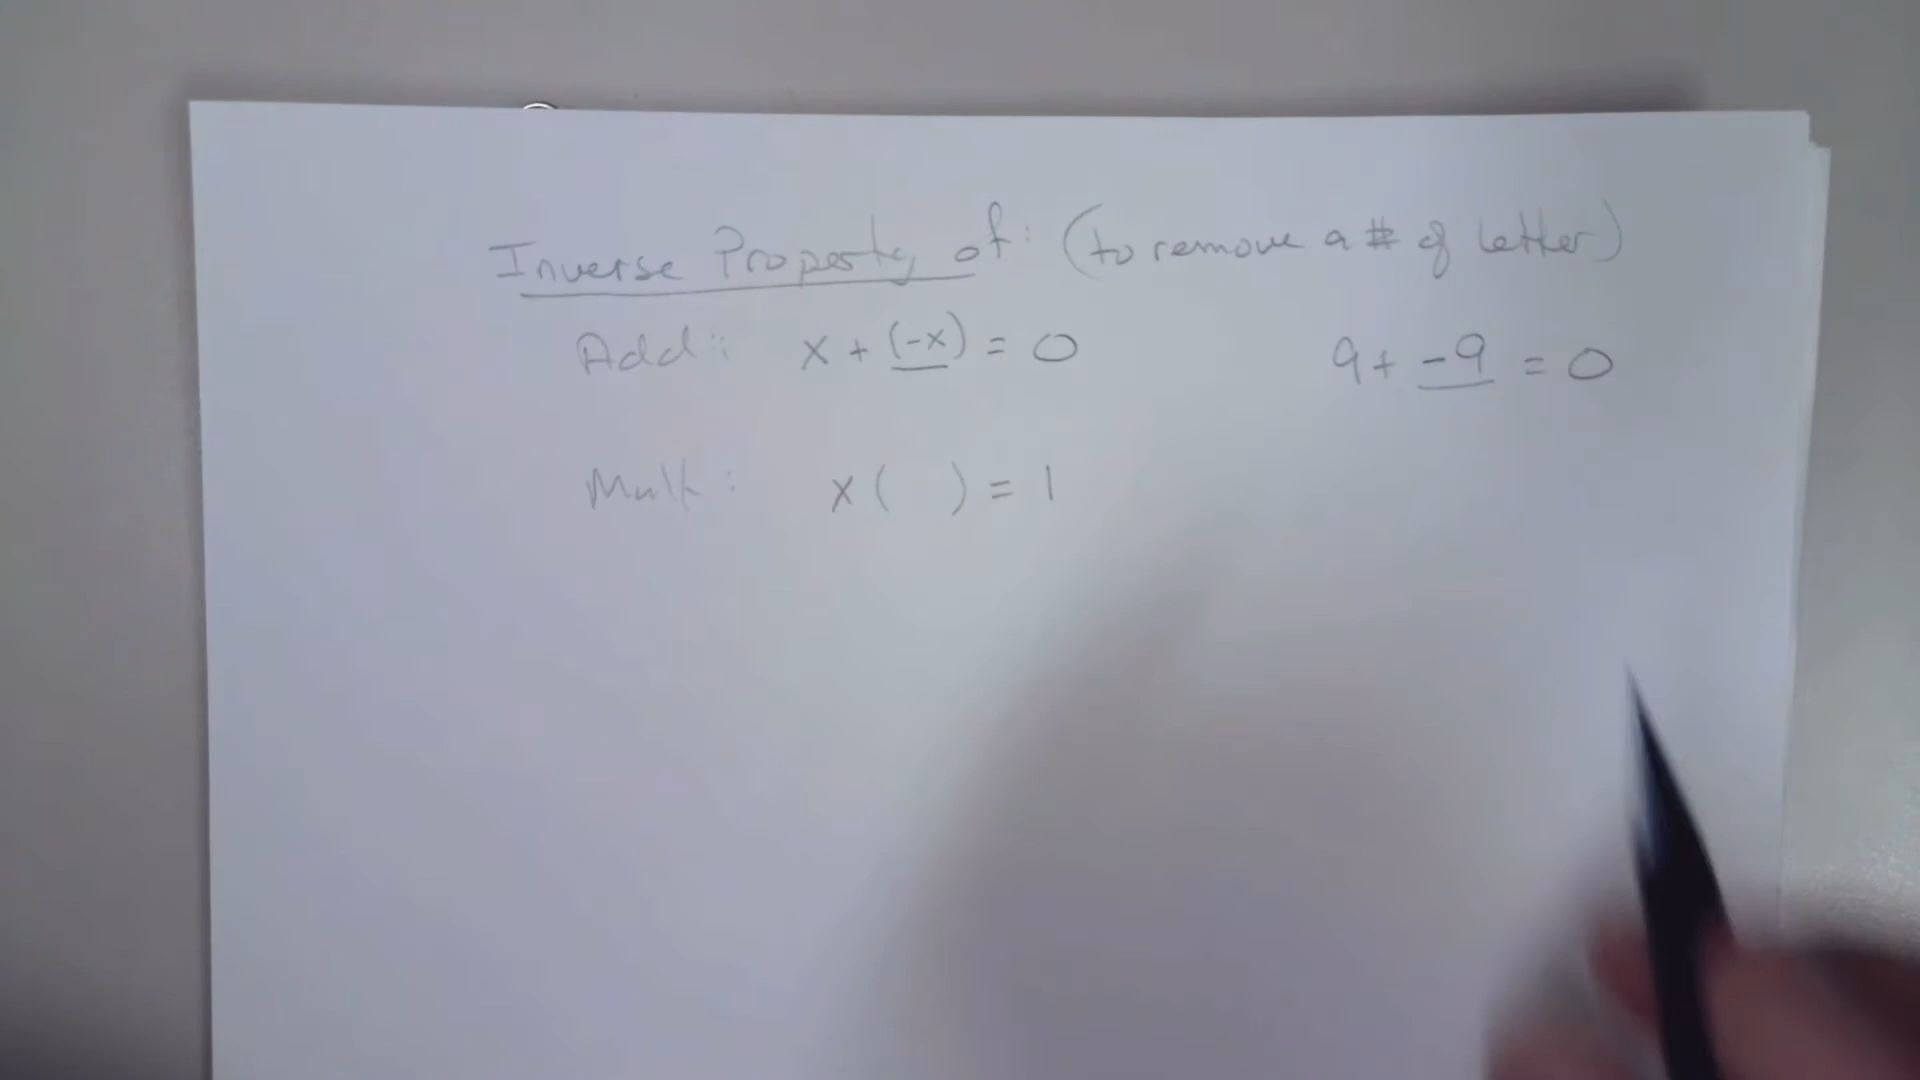 Inverse Property of: (to remove a # of letter)
Add: x + (-x) = 0 9 + -9 = 0
Mult: x ( ) = 1